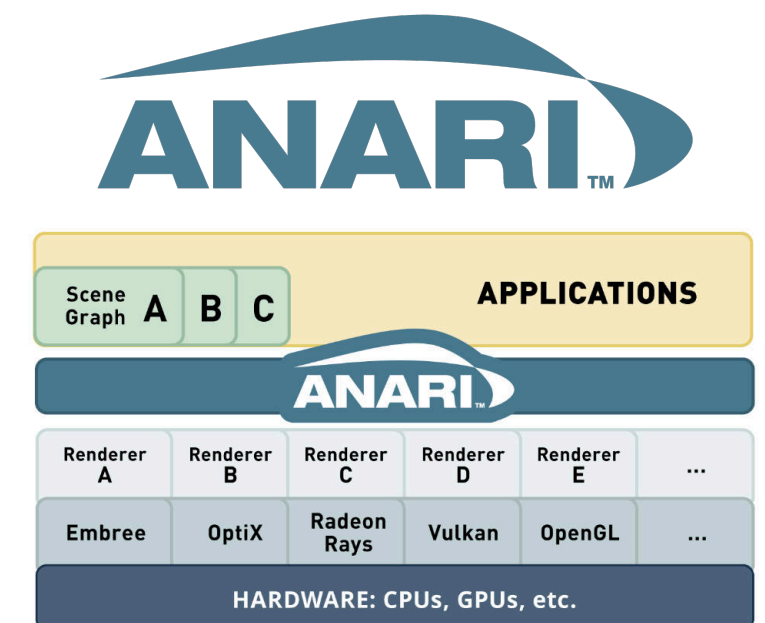 ANARI™
APPLICATIONS
Scene
Graph A B C
ANARI™
Renderer
A
Renderer
B
Renderer
C
Renderer
D
Renderer
E
...
Embree
OptiX
Radeon
Rays
Vulkan
OpenGL
...
HARDWARE: CPUs, GPUs, etc.